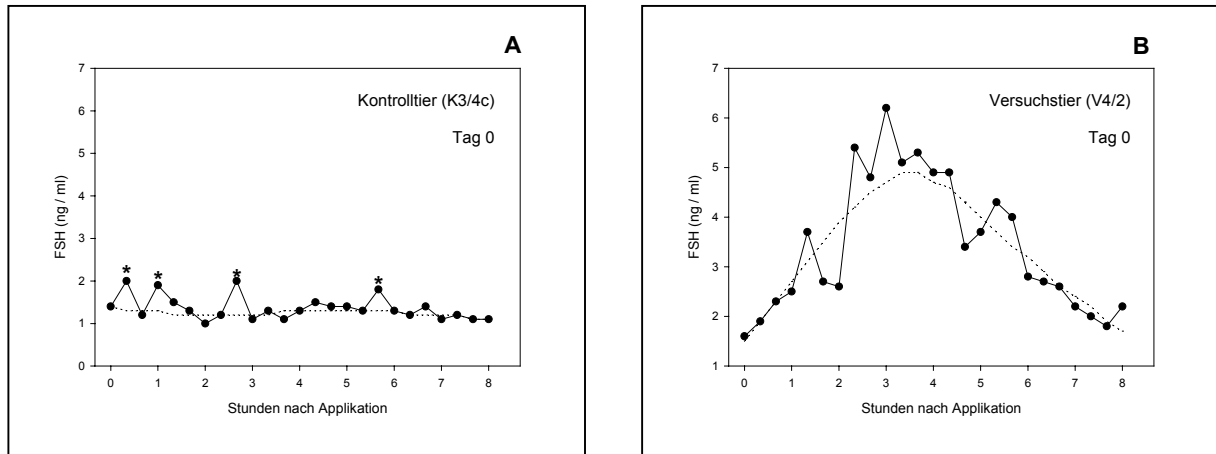 A
Kontrolltier (K3/4c)
Tag 0
FSH (ng / ml)
7
6
5
4
3
2
1
0
* * * *
0 1 2 3 4 5 6 7 8
Stunden nach Applikation
B
Versuchstier (V4/2)
Tag 0
FSH (ng / ml)
7
6
5
4
3
2
1
0 1 2 3 4 5 6 7 8
Stunden nach Applikation